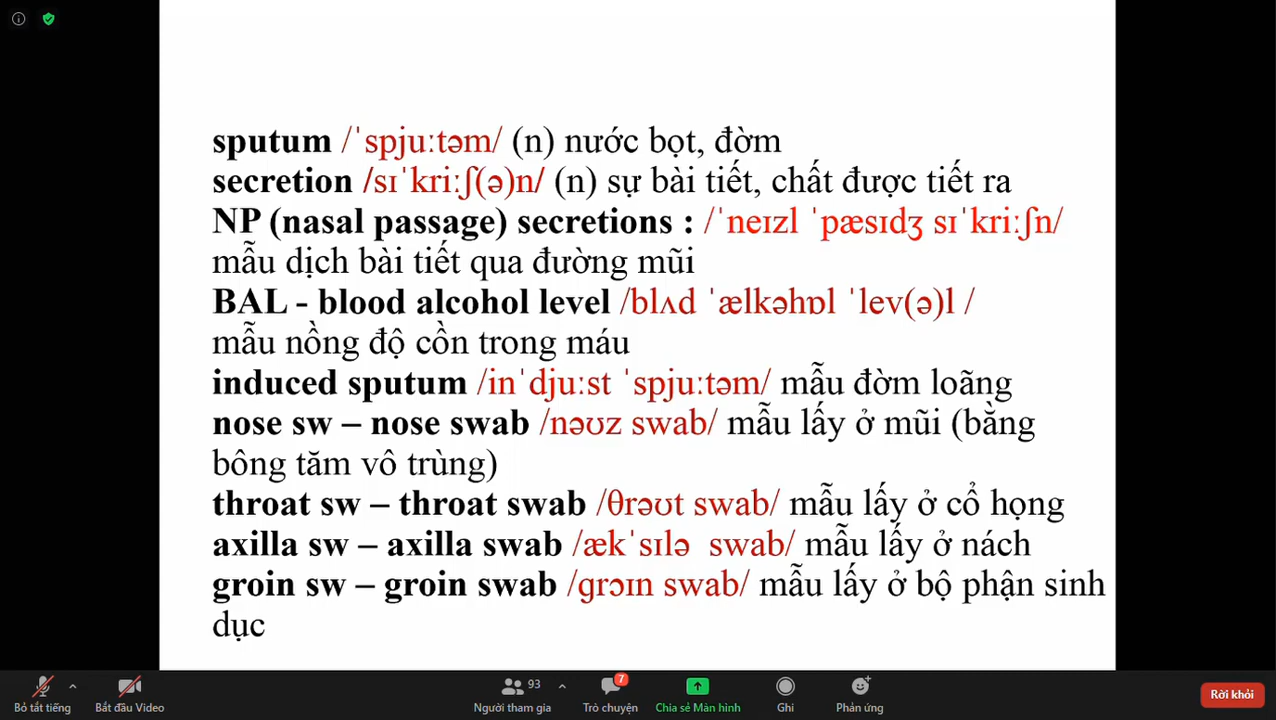 sputum /ˈspjuːtəm/ (n) nước bọt, đờm
secretion /sɪˈkriːʃ(ə)n/ (n) sự bài tiết, chất được tiết ra
NP (nasal passage) secretions : /ˈneɪzl ˈpæsɪdʒ sɪˈkriːʃn/
mẫu dịch bài tiết qua đường mũi
BAL - blood alcohol level /blʌd ˈælkəhɒl ˈlev(ə)l /
mẫu nồng độ cồn trong máu
induced sputum /inˈdjuːst ˈspjuːtəm/ mẫu đờm loãng
nose sw – nose swab /nəʊz swab/ mẫu lấy ở mũi (bằng
bông tăm vô trùng)
throat sw – throat swab /θrəʊt swab/ mẫu lấy ở cổ họng
axilla sw – axilla swab /ækˈsɪlə swab/ mẫu lấy ở nách
groin sw – groin swab /ɡrɔɪn swab/ mẫu lấy ở bộ phận sinh
dục
7
93
Bỏ tắt tiếng Bắt đầu Video Người tham gia Trò chuyện Chia sẻ Màn hình Ghi Phản ứng Rời khỏi